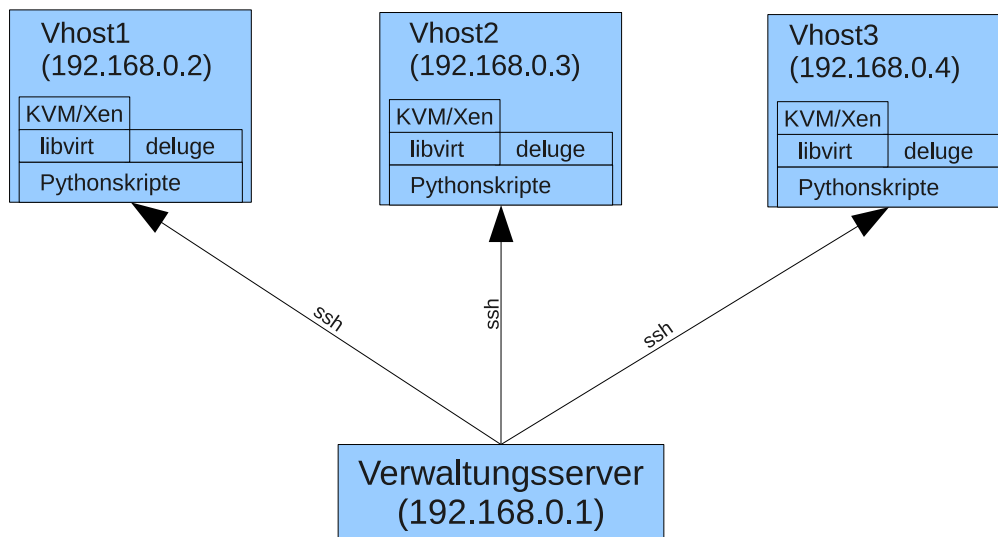 Vhost1
(192.168.0.2)
KVM/Xen
libvirt
deluge
Pythonskripte
Vhost2
(192.168.0.3)
KVM/Xen
libvirt
deluge
Pythonskripte
Vhost3
(192.168.0.4)
KVM/Xen
libvirt
deluge
Pythonskripte
ssh
ssh
ssh
Verwaltungsserver
(192.168.0.1)